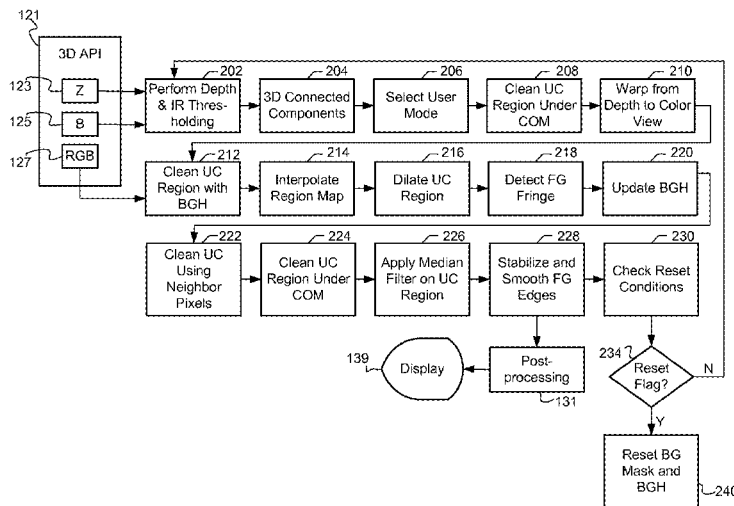 121
3D API
123
Z
125
B
127
RGB
202
Perform Depth
& IR Thres-
holding
204
3D Connected
Components
206
Select User
Mode
208
Clean UC
Region Under
COM
210
Warp from
Depth to Color
View
212
Clean UC
Region with
BGH
214
Interpolate
Region Map
216
Dilate UC
Region
218
Detect FG
Fringe
220
Update BGH
222
Clean UC
Using
Neighbor
Pixels
224
Clean UC
Region Under
COM
226
Apply Median
Filter on UC
Region
228
Stabilize and
Smooth FG
Edges
230
Check Reset
Conditions
139
Display
Post-
processing
131
234
Reset
Flag?
N
Y
Reset BG
Mask and
BGH
240